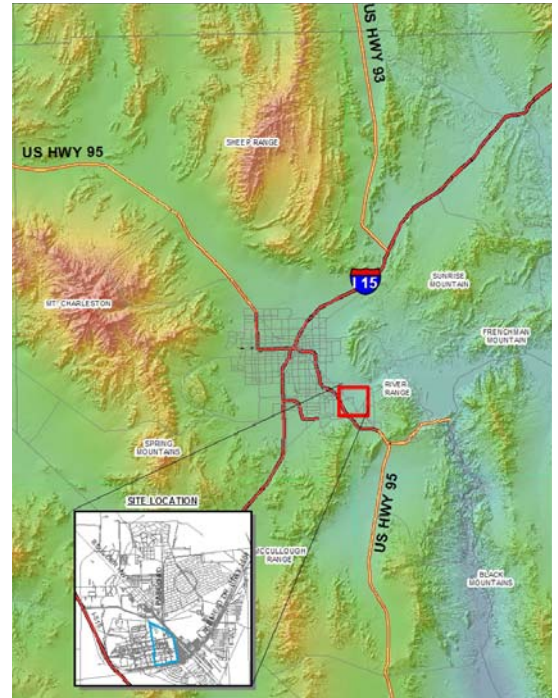 US HWY 93
US HWY 95
SHEEP RANGE
I 15
SUNRISE
MOUNTAIN
MT. CHARLESTON
FRENCHMAN
MOUNTAIN
RIVER
RANGE
SPRING
MOUNTAINS
SITE LOCATION
US HWY 95
MCCULLOUGH
RANGE
BLACK
MOUNTAINS